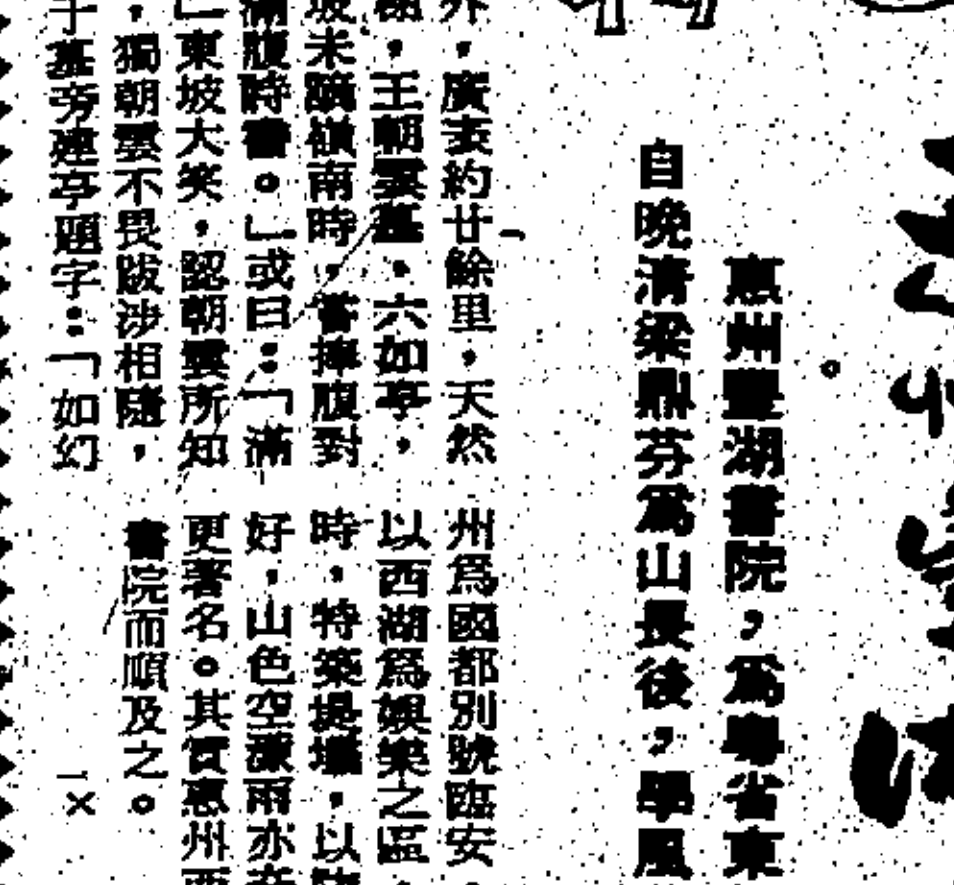 惠州豐湖書院，爲粵省東
自晚清梁鼎芬爲山長後，學風
外，廣袤約廿餘里，天然
，王朝雲墓、六如亭，
坡未謫嶺南時，嘗捧腹對
滿腹時書。」或曰：「滿
」東坡大笑，認朝雲所知
，獨朝雲不畏跋涉相隨，
于墓旁建亭題字：「如幻
州爲國都別號臨安，
以西湖爲娛樂之區，
時，特築堤壩，以
好，山色空濛雨亦奇
更著名。其實惠州西
書院而順及之。